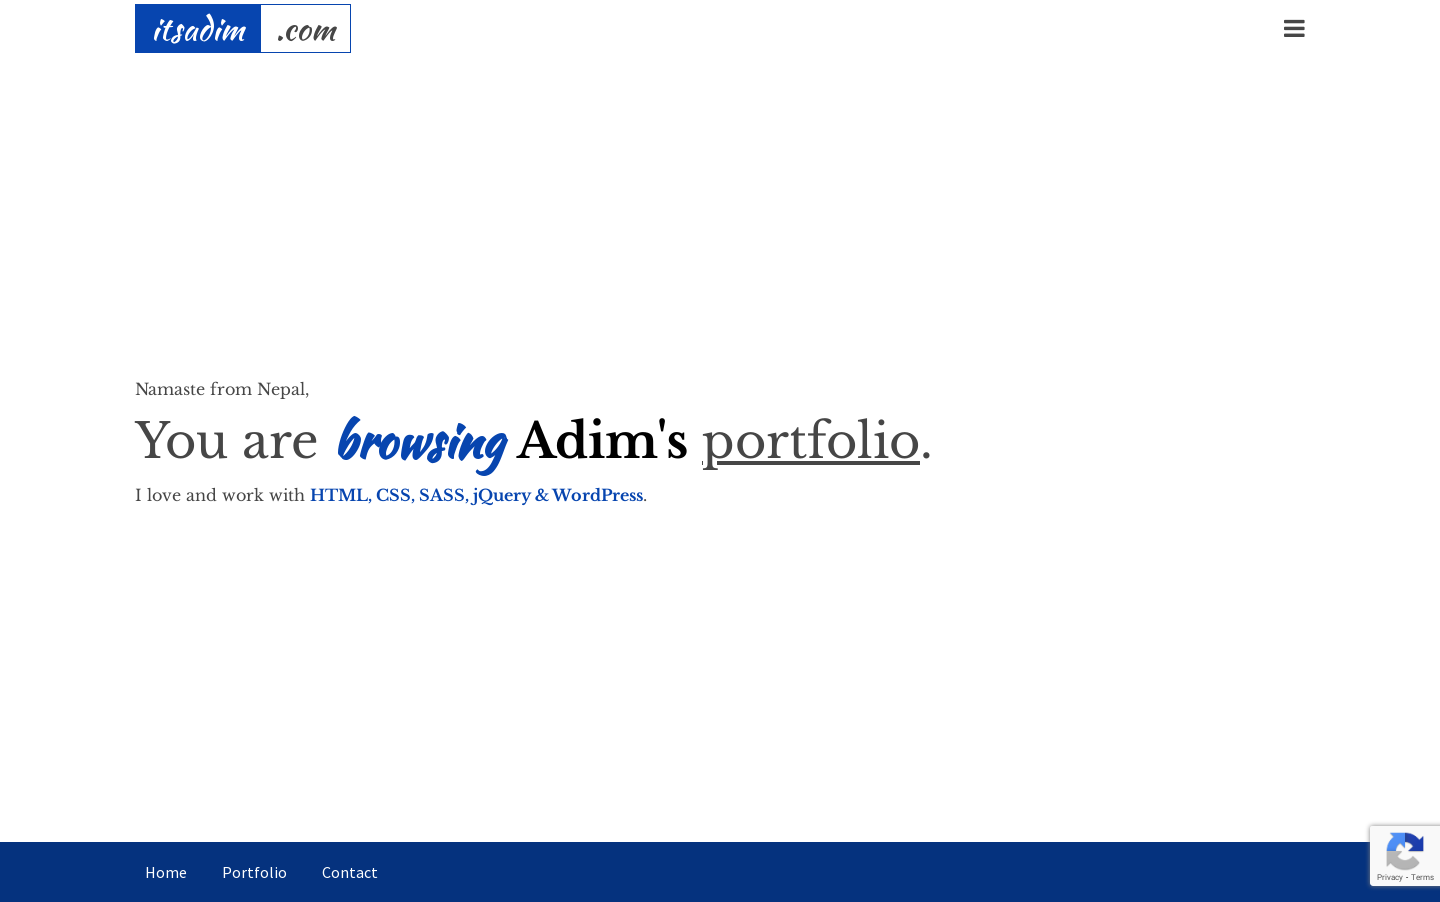 itsadim .com
Namaste from Nepal,
You are browsing Adim's portfolio.
I love and work with HTML, CSS, SASS, jQuery & WordPress.
Home Portfolio Contact
Privacy - Terms